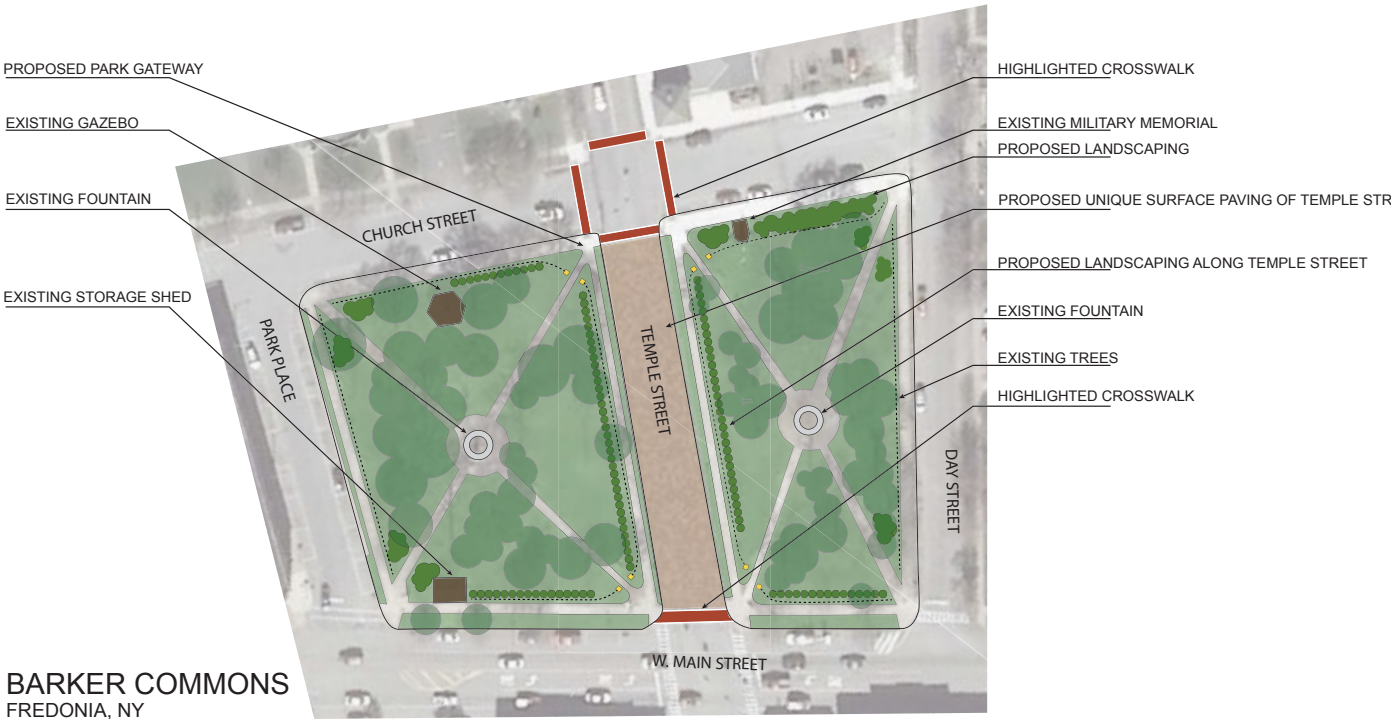 PROPOSED PARK GATEWAY
EXISTING GAZEBO
EXISTING FOUNTAIN
EXISTING STORAGE SHED
HIGHLIGHTED CROSSWALK
EXISTING MILITARY MEMORIAL
PROPOSED LANDSCAPING
PROPOSED UNIQUE SURFACE PAVING OF TEMPLE STR
PROPOSED LANDSCAPING ALONG TEMPLE STREET
EXISTING FOUNTAIN
EXISTING TREES
HIGHLIGHTED CROSSWALK
CHURCH STREET
PARK PLACE
TEMPLE STREET
DAY STREET
W. MAIN STREET
BARKER COMMONS
FREDONIA, NY